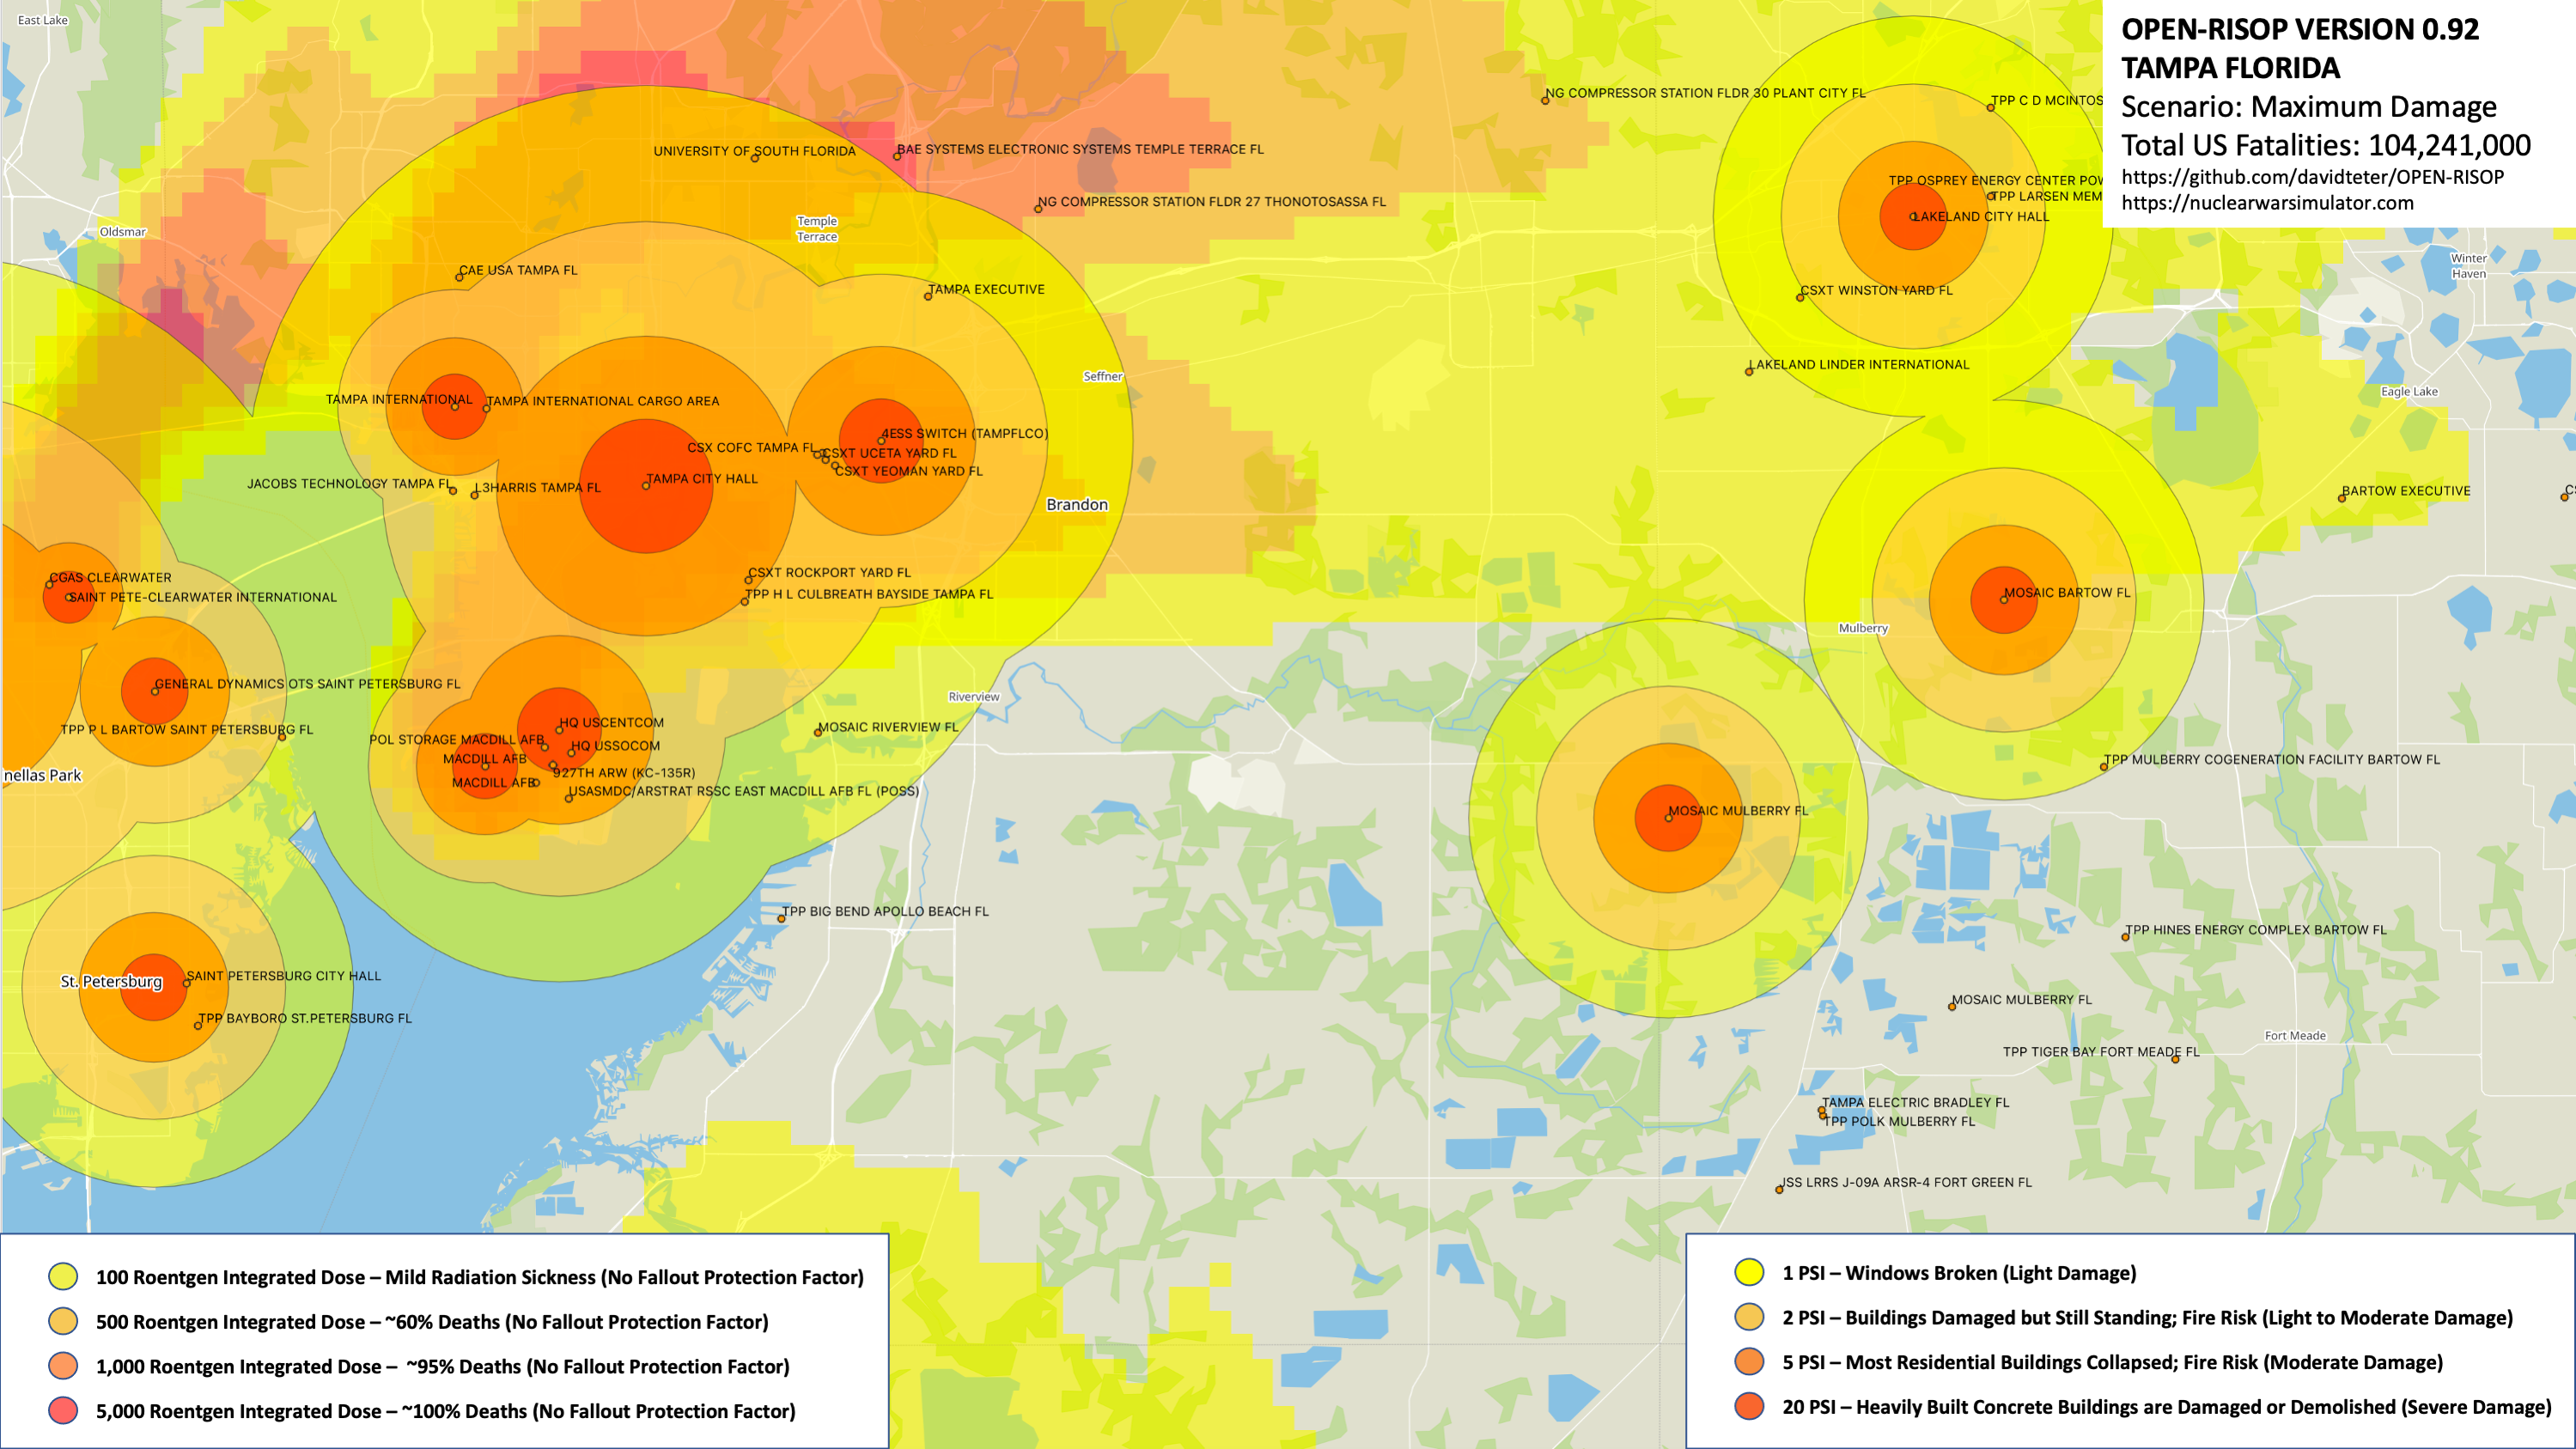 East Lake
OPEN-RISOP VERSION 0.92
TAMPA FLORIDA
Scenario: Maximum Damage
Total US Fatalities: 104,241,000
https://github.com/davidteter/OPEN-RISOP
https://nuclearwarsimulator.com
NG COMPRESSOR STATION FLDR 30 PLANT CITY FL
TPP C D MCINTOS
UNIVERSITY OF SOUTH FLORIDA
BAE SYSTEMS ELECTRONIC SYSTEMS TEMPLE TERRACE FL
TPP OSPREY ENERGY CENTER POW
TPP LARSEN MEM
NG COMPRESSOR STATION FLDR 27 THONOTOSASSA FL
LAKELAND CITY HALL
Temple
Terrace
Oldsmar
Winter
Haven
CAE USA TAMPA FL
TAMPA EXECUTIVE
CSXT WINSTON YARD FL
LAKELAND LINDER INTERNATIONAL
Seffner
Eagle Lake
TAMPA INTERNATIONAL
TAMPA INTERNATIONAL CARGO AREA
4ESS SWITCH (TAMPFLCO)
CSX COFC TAMPA FL
CSXT UCETA YARD FL
CSXT YEOMAN YARD FL
TAMPA CITY HALL
JACOBS TECHNOLOGY TAMPA FL
L3HARRIS TAMPA FL
BARTOW EXECUTIVE
CS
Brandon
CGAS CLEARWATER
CSXT ROCKPORT YARD FL
SAINT PETE-CLEARWATER INTERNATIONAL
TPP H L CULBREATH BAYSIDE TAMPA FL
MOSAIC BARTOW FL
Mulberry
GENERAL DYNAMICS OTS SAINT PETERSBURG FL
Riverview
HQ USCENTCOM
TPP P L BARTOW SAINT PETERSBURG FL
MOSAIC RIVERVIEW FL
POL STORAGE MACDILL AFB
HQ USSOCOM
MACDILL AFB
TPP MULBERRY COGENERATION FACILITY BARTOW FL
nellas Park
927TH ARW (KC-135R)
MACDILL AFB
USASMDC/ARSTRAT RSSC EAST MACDILL AFB FL (POSS)
MOSAIC MULBERRY FL
TPP BIG BEND APOLLO BEACH FL
TPP HINES ENERGY COMPLEX BARTOW FL
St. Petersburg
SAINT PETERSBURG CITY HALL
MOSAIC MULBERRY FL
TPP BAYBORO ST.PETERSBURG FL
Fort Meade
TPP TIGER BAY FORT MEADE FL
TAMPA ELECTRIC BRADLEY FL
TPP POLK MULBERRY FL
JSS LRRS J-09A ARSR-4 FORT GREEN FL
100 Roentgen Integrated Dose – Mild Radiation Sickness (No Fallout Protection Factor)
500 Roentgen Integrated Dose – ~60% Deaths (No Fallout Protection Factor)
1,000 Roentgen Integrated Dose – ~95% Deaths (No Fallout Protection Factor)
5,000 Roentgen Integrated Dose – ~100% Deaths (No Fallout Protection Factor)
1 PSI – Windows Broken (Light Damage)
2 PSI – Buildings Damaged but Still Standing; Fire Risk (Light to Moderate Damage)
5 PSI – Most Residential Buildings Collapsed; Fire Risk (Moderate Damage)
20 PSI – Heavily Built Concrete Buildings are Damaged or Demolished (Severe Damage)